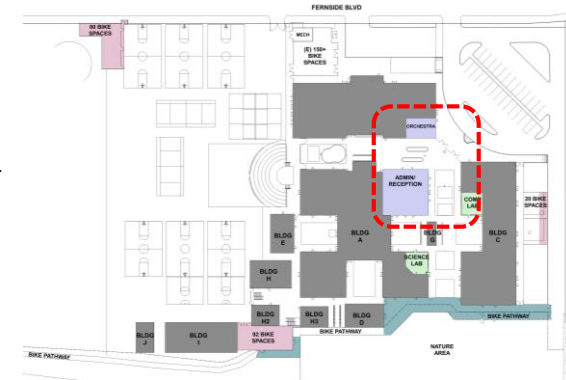 FERNSIDE BLVD
88 BIKE
SPACES
MECH
(E) 150+
BIKE
SPACES
ORCHESTRA
ADMIN/
RECEPTION
COMP
LAB
20 BIKE
SPACES
BLDG
E
BLDG
A
BLDG
G
BLDG
C
SCIENCE
LAB
BLDG
H
BLDG
H2
BLDG
H3
BLDG
D
BIKE PATHWAY
BLDG
J
BLDG
I
92 BIKE
SPACES
BIKE PATHWAY
BIKE PATHWAY
NATURE
AREA